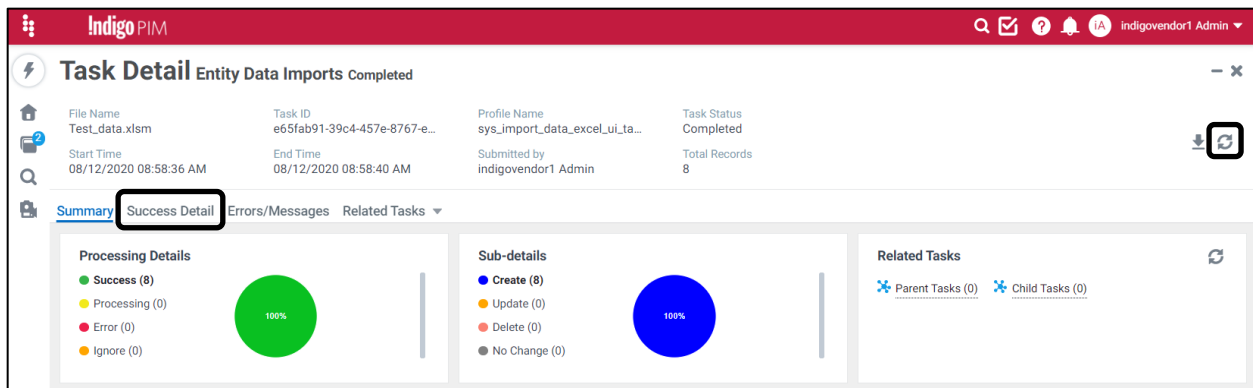 Indigo PIM
iA indigovendor1 Admin
Task Detail Entity Data Imports Completed
File Name Task ID Profile Name Task Status
Test_data.xlsm e65fab91-39c4-457e-8767-e... sys_import_data_excel_ui_ta... Completed
2
Start Time End Time Submitted by Total Records
08/12/2020 08:58:36 AM 08/12/2020 08:58:40 AM indigovendor1 Admin 8
Summary Success Detail Errors/Messages Related Tasks
Processing Details Sub-details Related Tasks
Success (8) Create (8) Parent Tasks (0) Child Tasks (0)
Processing (0) Update (0)
100% 100%
Error (0) Delete (0)
Ignore (0) No Change (0)